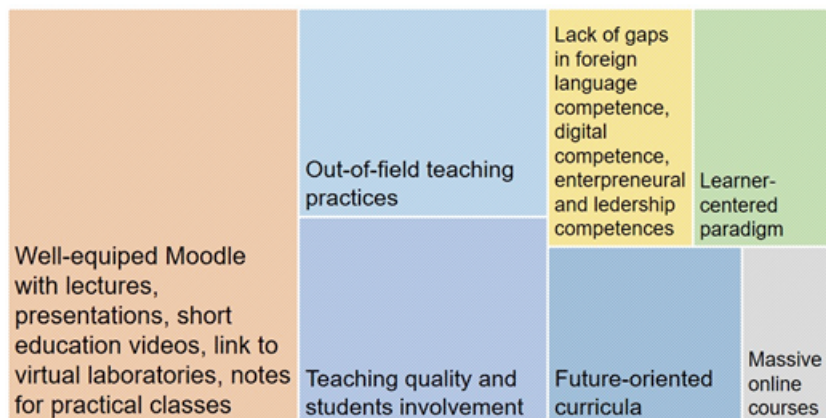 Well-equiped Moodle
with lectures,
presentations, short
education videos, link to
virtual laboratories, notes
for practical classes
Out-of-field teaching
practices
Teaching quality and
students involvement
Lack of gaps
in foreign
language
competence,
digital
competence,
enterpreneural
and ledership
competences
Learner-
centered
paradigm
Future-oriented
curricula
Massive
online
courses